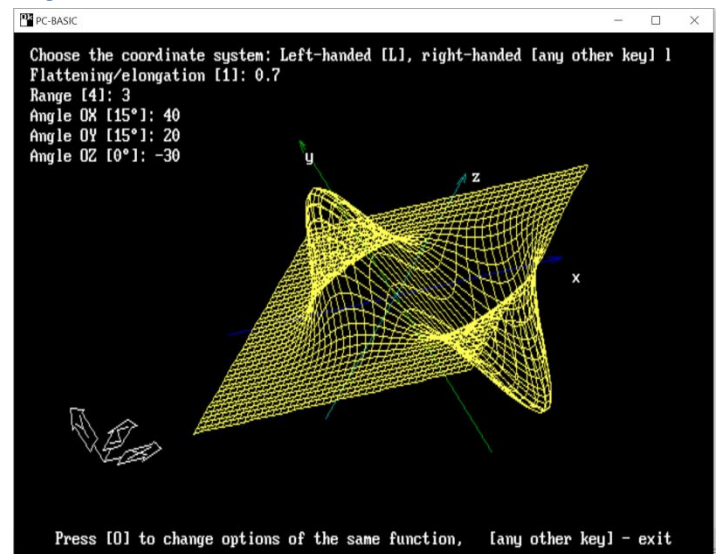 PC-BASIC
Choose the coordinate system: Left-handed [L], right-handed [any other key] l
Flattening/elongation [1]: 0.7
Range [4]: 3
Angle OX [15°]: 40
Angle OY [15°]: 20
Angle OZ [0°]: -30
y
z
x
Press [O] to change options of the same function, [any other key] - exit